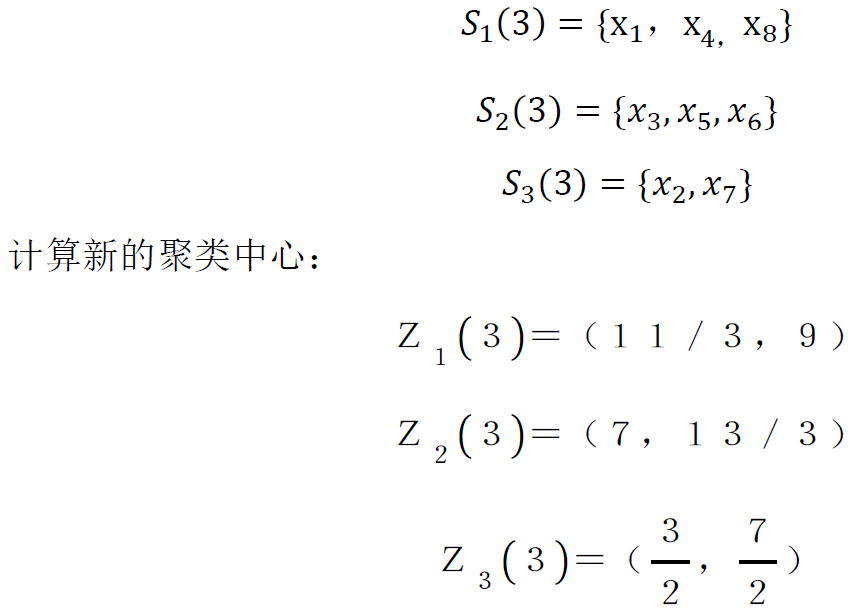 S₁(3) = {x₁，x₄, x₈}
S₂(3) = {x₃, x₅, x₆}
S₃(3) = {x₂, x₇}
计算新的聚类中心：
Z₁(3)=（11/3，9）
Z₂(3)=（7，13/3）
Z₃(3)=（3/2，7/2）